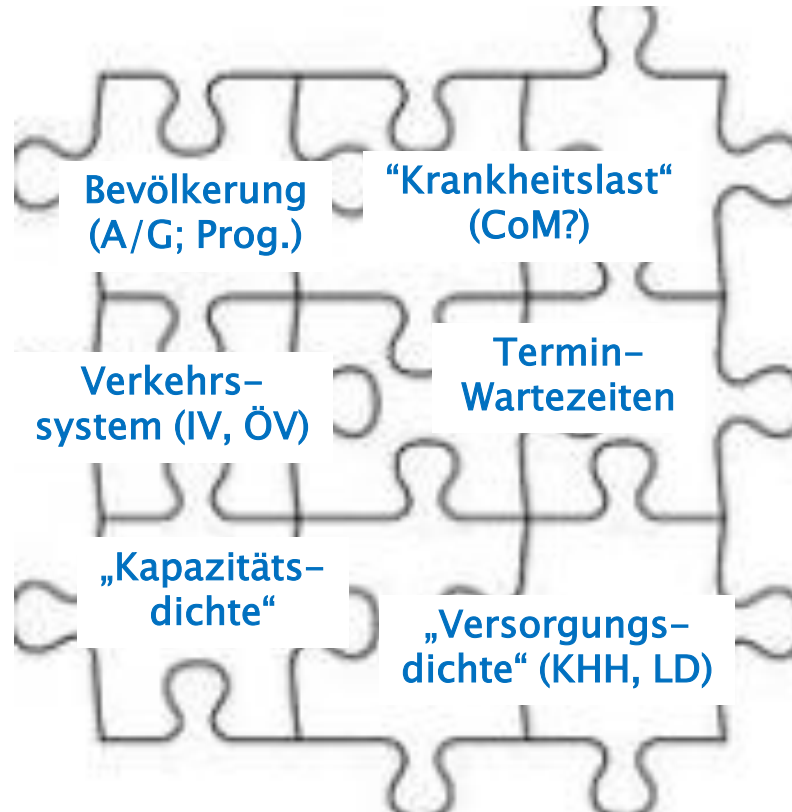 Bevölkerung
(A/G; Prog.)
“Krankheitslast“
(CoM?)
Verkehrs-
system (IV, ÖV)
Termin-
Wartezeiten
„Kapazitäts-
dichte“
„Versorgungs-
dichte“ (KHH, LD)